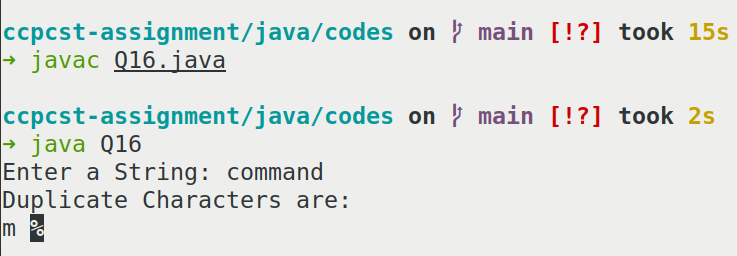 ccpcst-assignment/java/codes on  main [!?] took 15s
➜ javac Q16.java
ccpcst-assignment/java/codes on  main [!?] took 2s
➜ java Q16
Enter a String: command
Duplicate Characters are:
m %